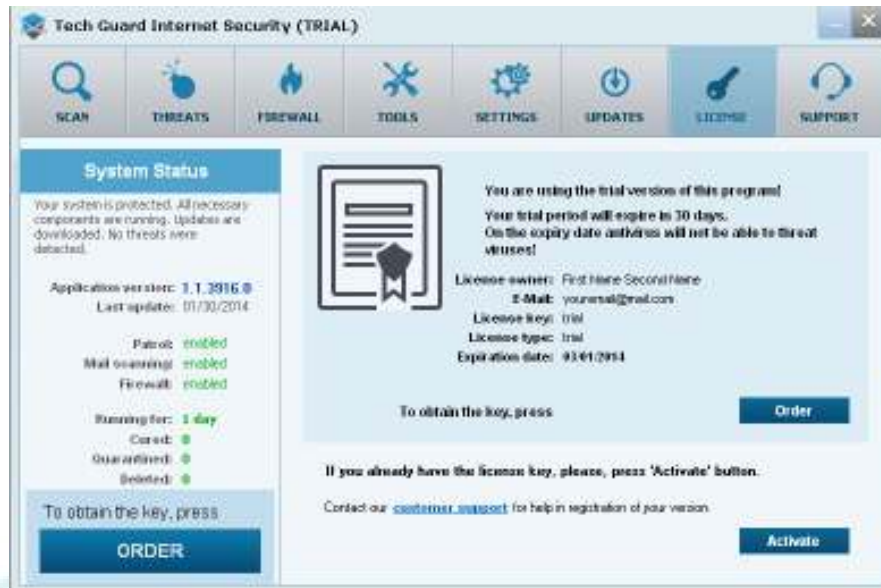 Tech Guard Internet Security (TRIAL)
SCAN
THREATS
FIREWALL
TOOLS
SETTINGS
UPDATES
LICENSE
SUPPORT
System Status
Your system is protected. All necessary
components are running. Updates are
downloaded. No threats were
detected.
Application version: 1.1.3916.0
Last update: 01/30/2014
Patrol: enabled
Mail scanning: enabled
Firewall: enabled
Running for: 1 day
Cured: 0
Quarantined: 0
Deleted: 0
To obtain the key, press
ORDER
You are using the trial version of this program!
Your trial period will expire in 30 days.
On the expiry date antivirus will not be able to threat
viruses!
License owner: First Name Second Name
E-Mail: youremail@mail.com
License key: trial
License type: trial
Expiration date: 03/01/2014
To obtain the key, press
Order
If you already have the license key, please, press 'Activate' button.
Contact our customer support for help in registration of your version.
Activate